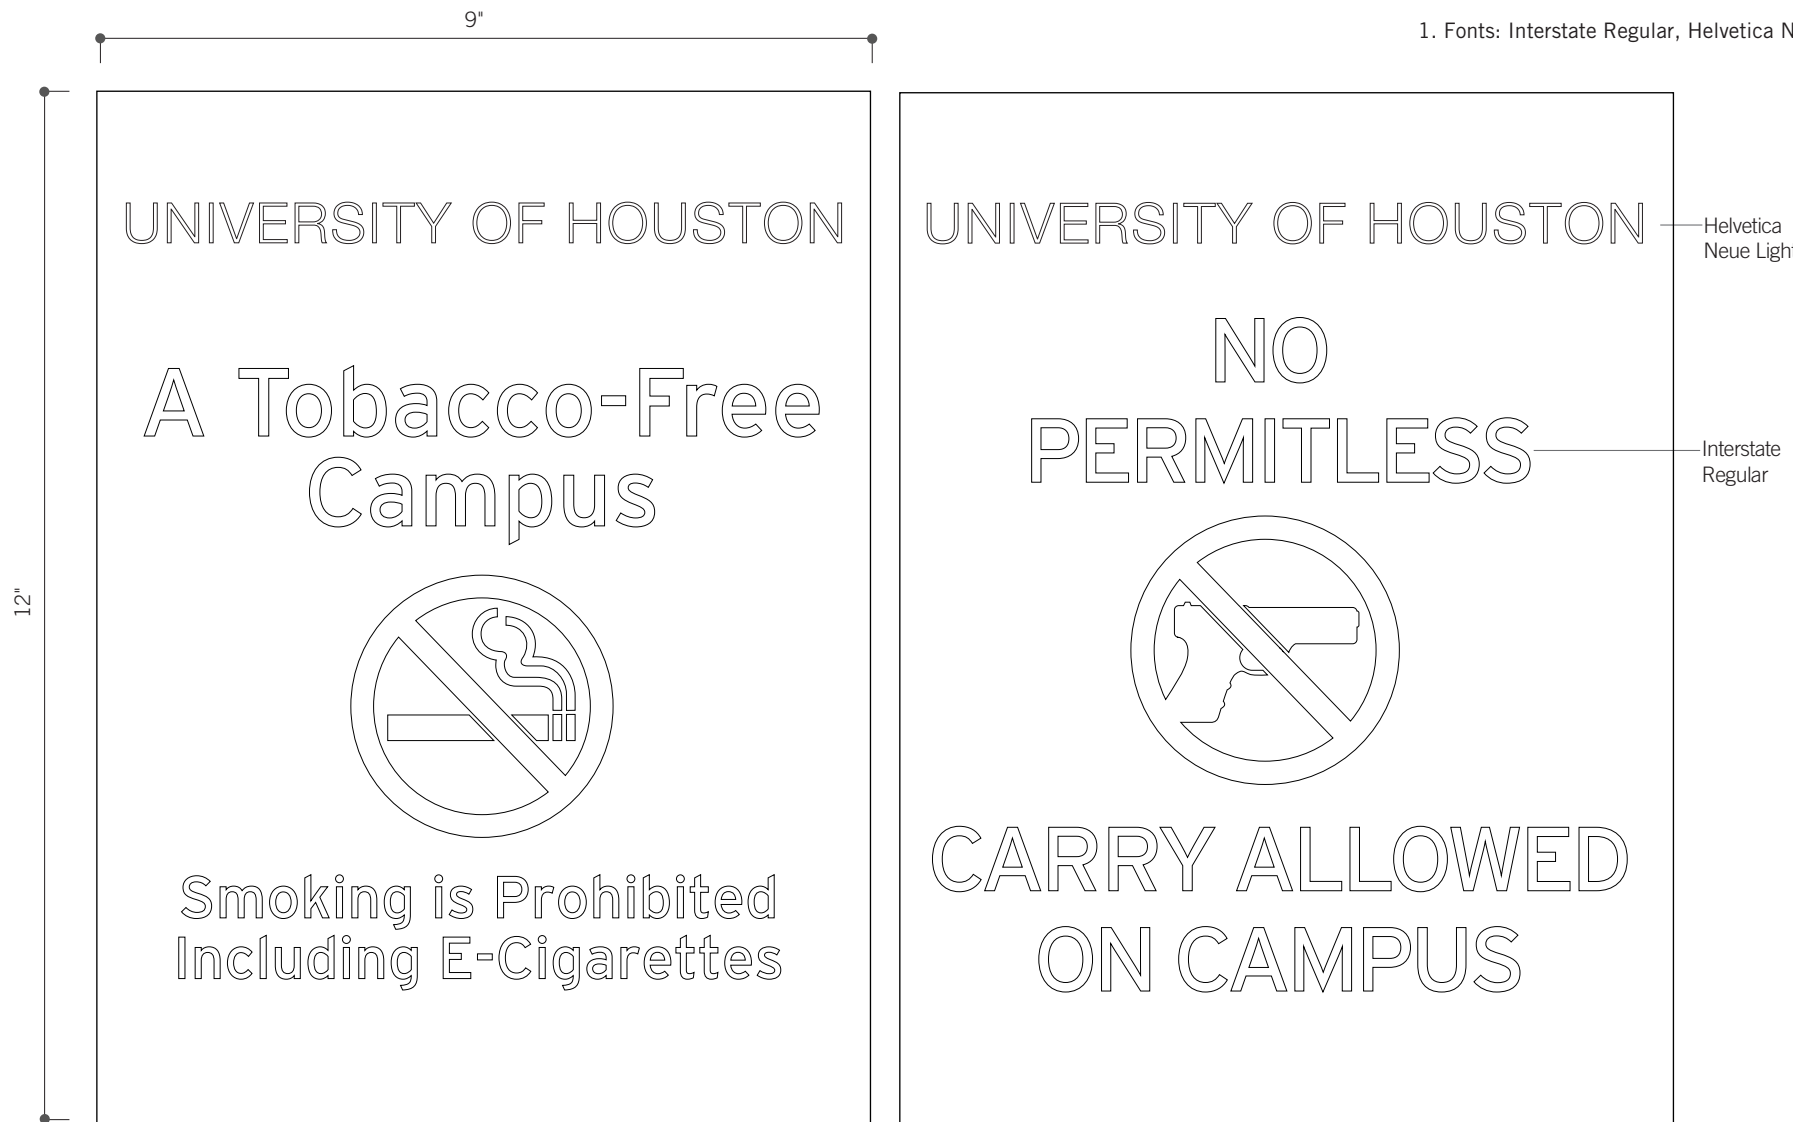 9"
1. Fonts: Interstate Regular, Helvetica N
12"
UNIVERSITY OF HOUSTON
A Tobacco-Free
Campus
Smoking is Prohibited
Including E-Cigarettes
UNIVERSITY OF HOUSTON
NO
PERMITLESS
CARRY ALLOWED
ON CAMPUS
Helvetica
Neue Light
Interstate
Regular